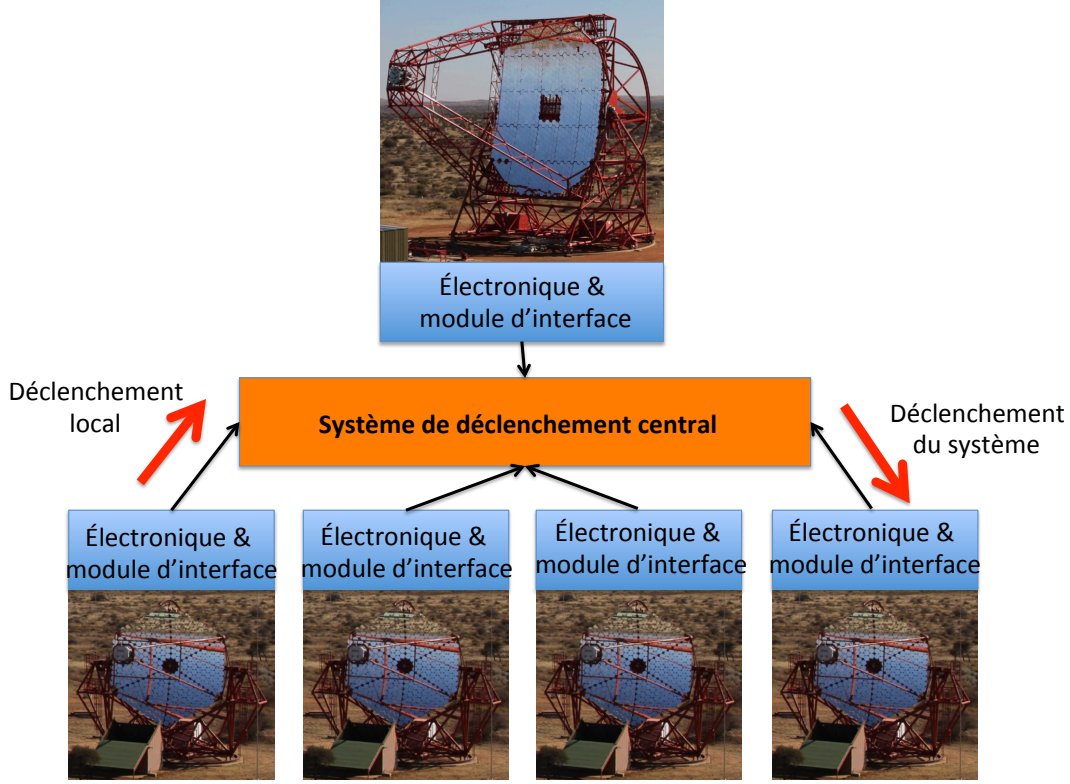 Électronique &
module d’interface
Déclenchement
local
Système de déclenchement central
Déclenchement
du système
Électronique &
module d’interface
Électronique &
module d’interface
Électronique &
module d’interface
Électronique &
module d’interface